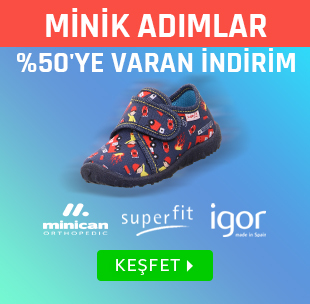 MİNİK ADIMLAR
%50'YE VARAN İNDİRİM
minican superfit igor
ORTHOPEDIC made in Spain
KEŞFET